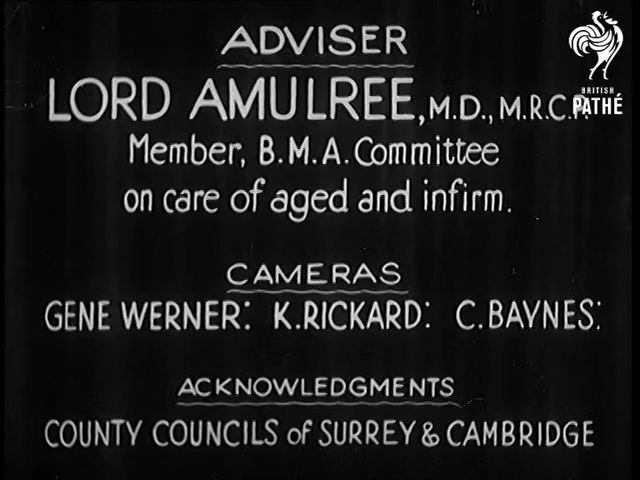 ADVISER
LORD AMULREE, M.D., M.R.C.P.
Member, B.M.A. Committee
on care of aged and infirm.
CAMERAS
GENE WERNER: K.RICKARD: C.BAYNES:
ACKNOWLEDGMENTS
COUNTY COUNCILS of SURREY & CAMBRIDGE
BRITISH
PATHÉ